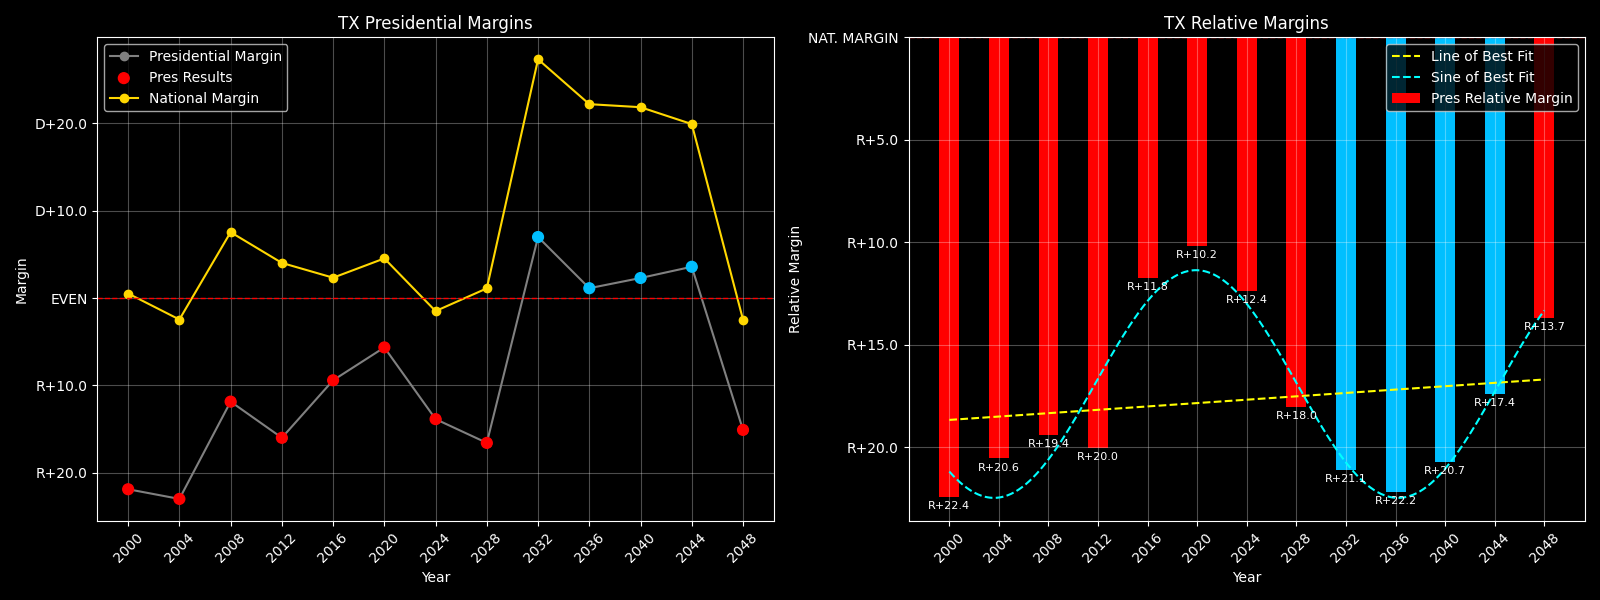 TX Presidential Margins
Presidential Margin
Pres Results
National Margin
D+20.0
D+10.0
EVEN
R+10.0
R+20.0
Margin
2000
2004
2008
2012
2016
2020
2024
2028
2032
2036
2040
2044
2048
Year
TX Relative Margins
Line of Best Fit
Sine of Best Fit
Pres Relative Margin
NAT. MARGIN
R+5.0
R+10.0
R+15.0
R+20.0
Relative Margin
R+22.4
R+20.6
R+19.4
R+20.0
R+11.8
R+10.2
R+12.4
R+18.0
R+21.1
R+22.2
R+20.7
R+17.4
R+13.7
2000
2004
2008
2012
2016
2020
2024
2028
2032
2036
2040
2044
2048
Year